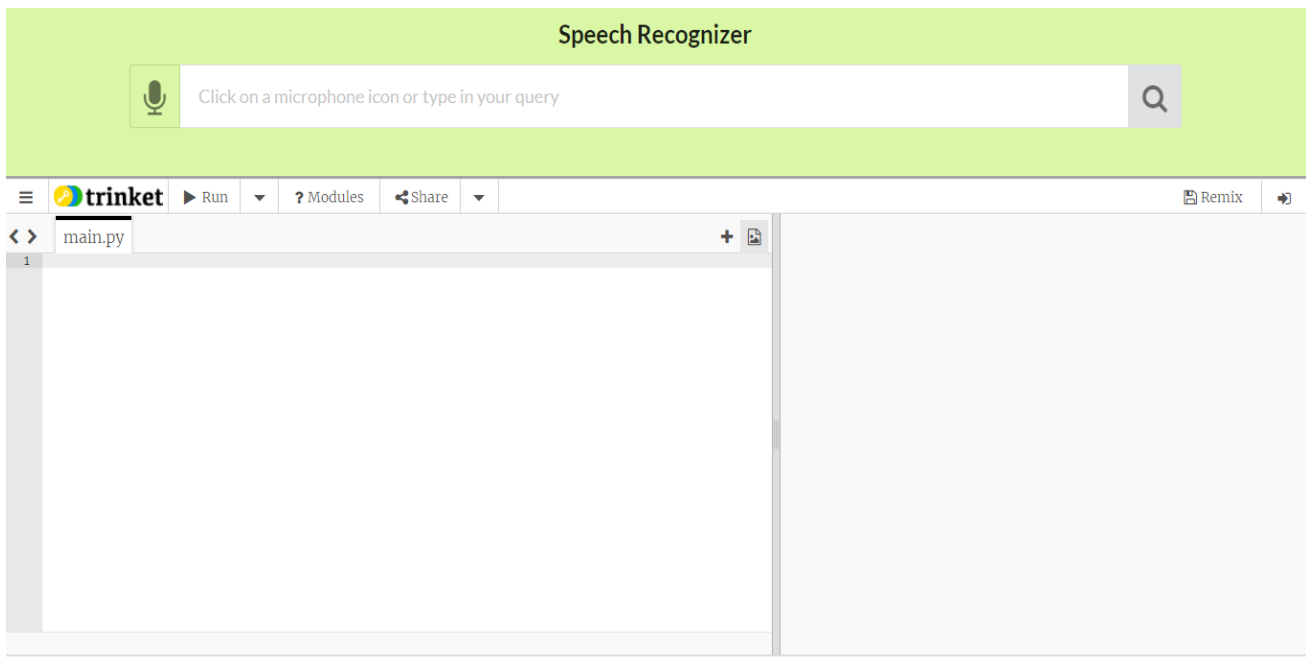 Speech Recognizer
Click on a microphone icon or type in your query
trinket Run ? Modules Share Remix
main.py
1